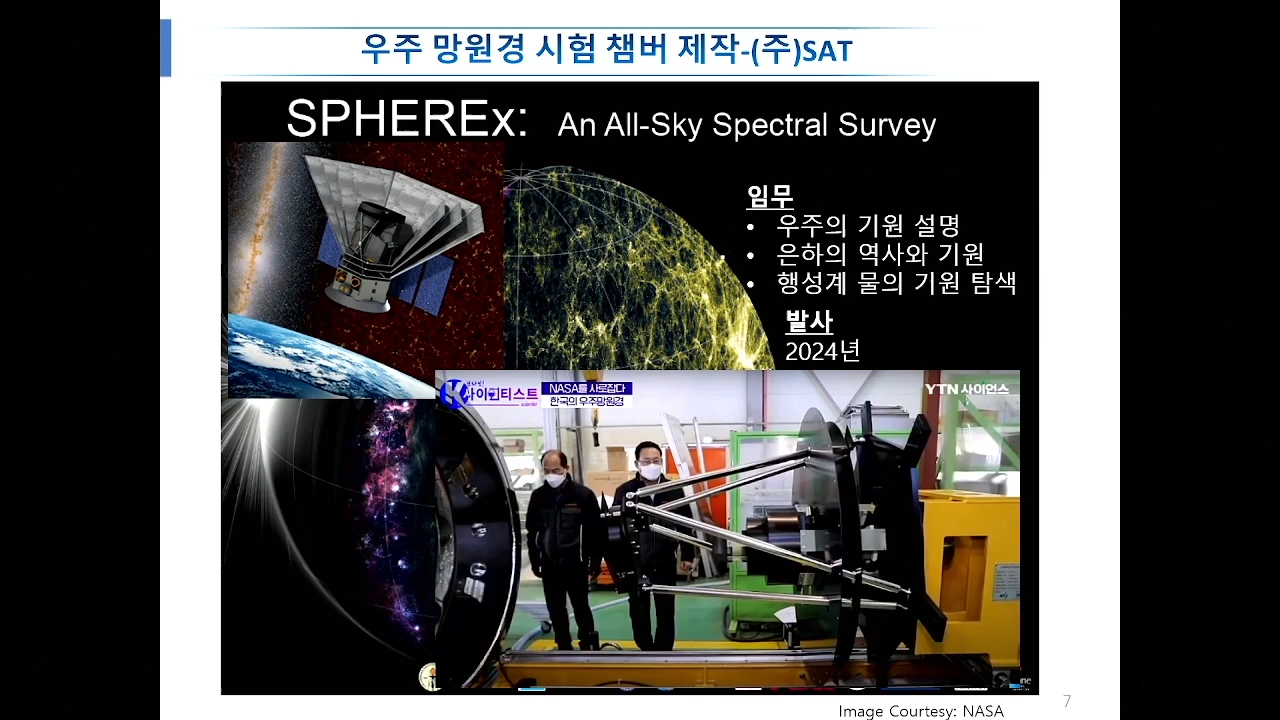 우주 망원경 시험 챔버 제작-(주)SAT
SPHEREx: An All-Sky Spectral Survey
임무
• 우주의 기원 설명
• 은하의 역사와 기원
• 행성계 물의 기원 탐색
발사
2024년
K사이언티스트
NASA를 사로잡다
한국의 우주망원경
YTN 사이언스
Image Courtesy: NASA
7